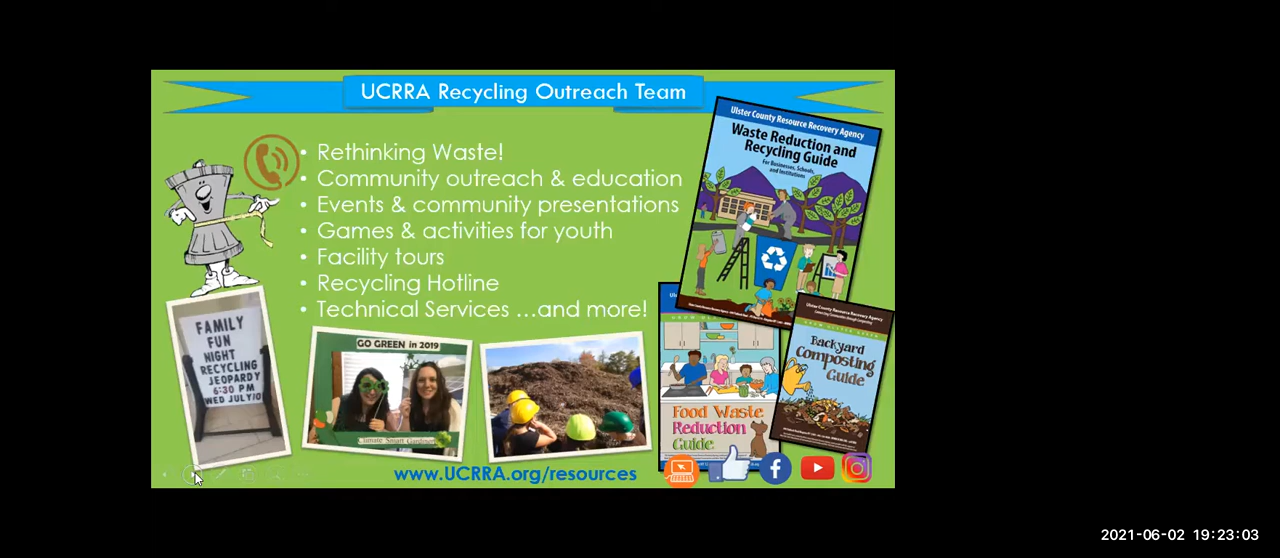 UCRRA Recycling Outreach Team
• Rethinking Waste!
• Community outreach & education
• Events & community presentations
• Games & activities for youth
• Facility tours
• Recycling Hotline
• Technical Services ...and more!
Ulster County Resource Recovery Agency
Waste Reduction and
Recycling Guide
For Businesses, Schools,
and Institutions
FAMILY
FUN
NIGHT
RECYCLING
JEOPARDY
6:30 PM
WED JULY10
GO GREEN in 2019
Climate Smart Gardiner
Food Waste
Reduction
Guide
Ulster County Resource Recovery Agency
Backyard
Composting
Guide
www.UCRRA.org/resources
2021-06-02 19:23:03